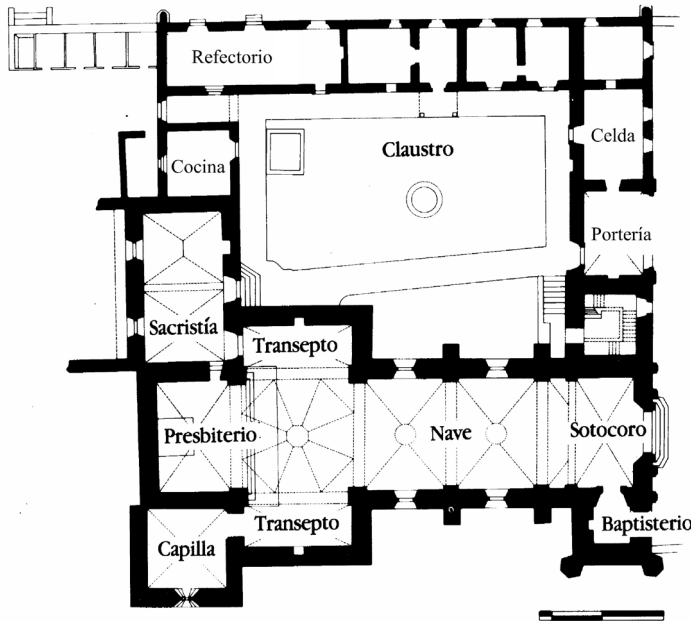 Refectorio
Claustro
Celda
Cocina
Portería
Sacristía
Transepto
Presbiterio
Nave
Sotocoro
Transepto
Baptisterio
Capilla